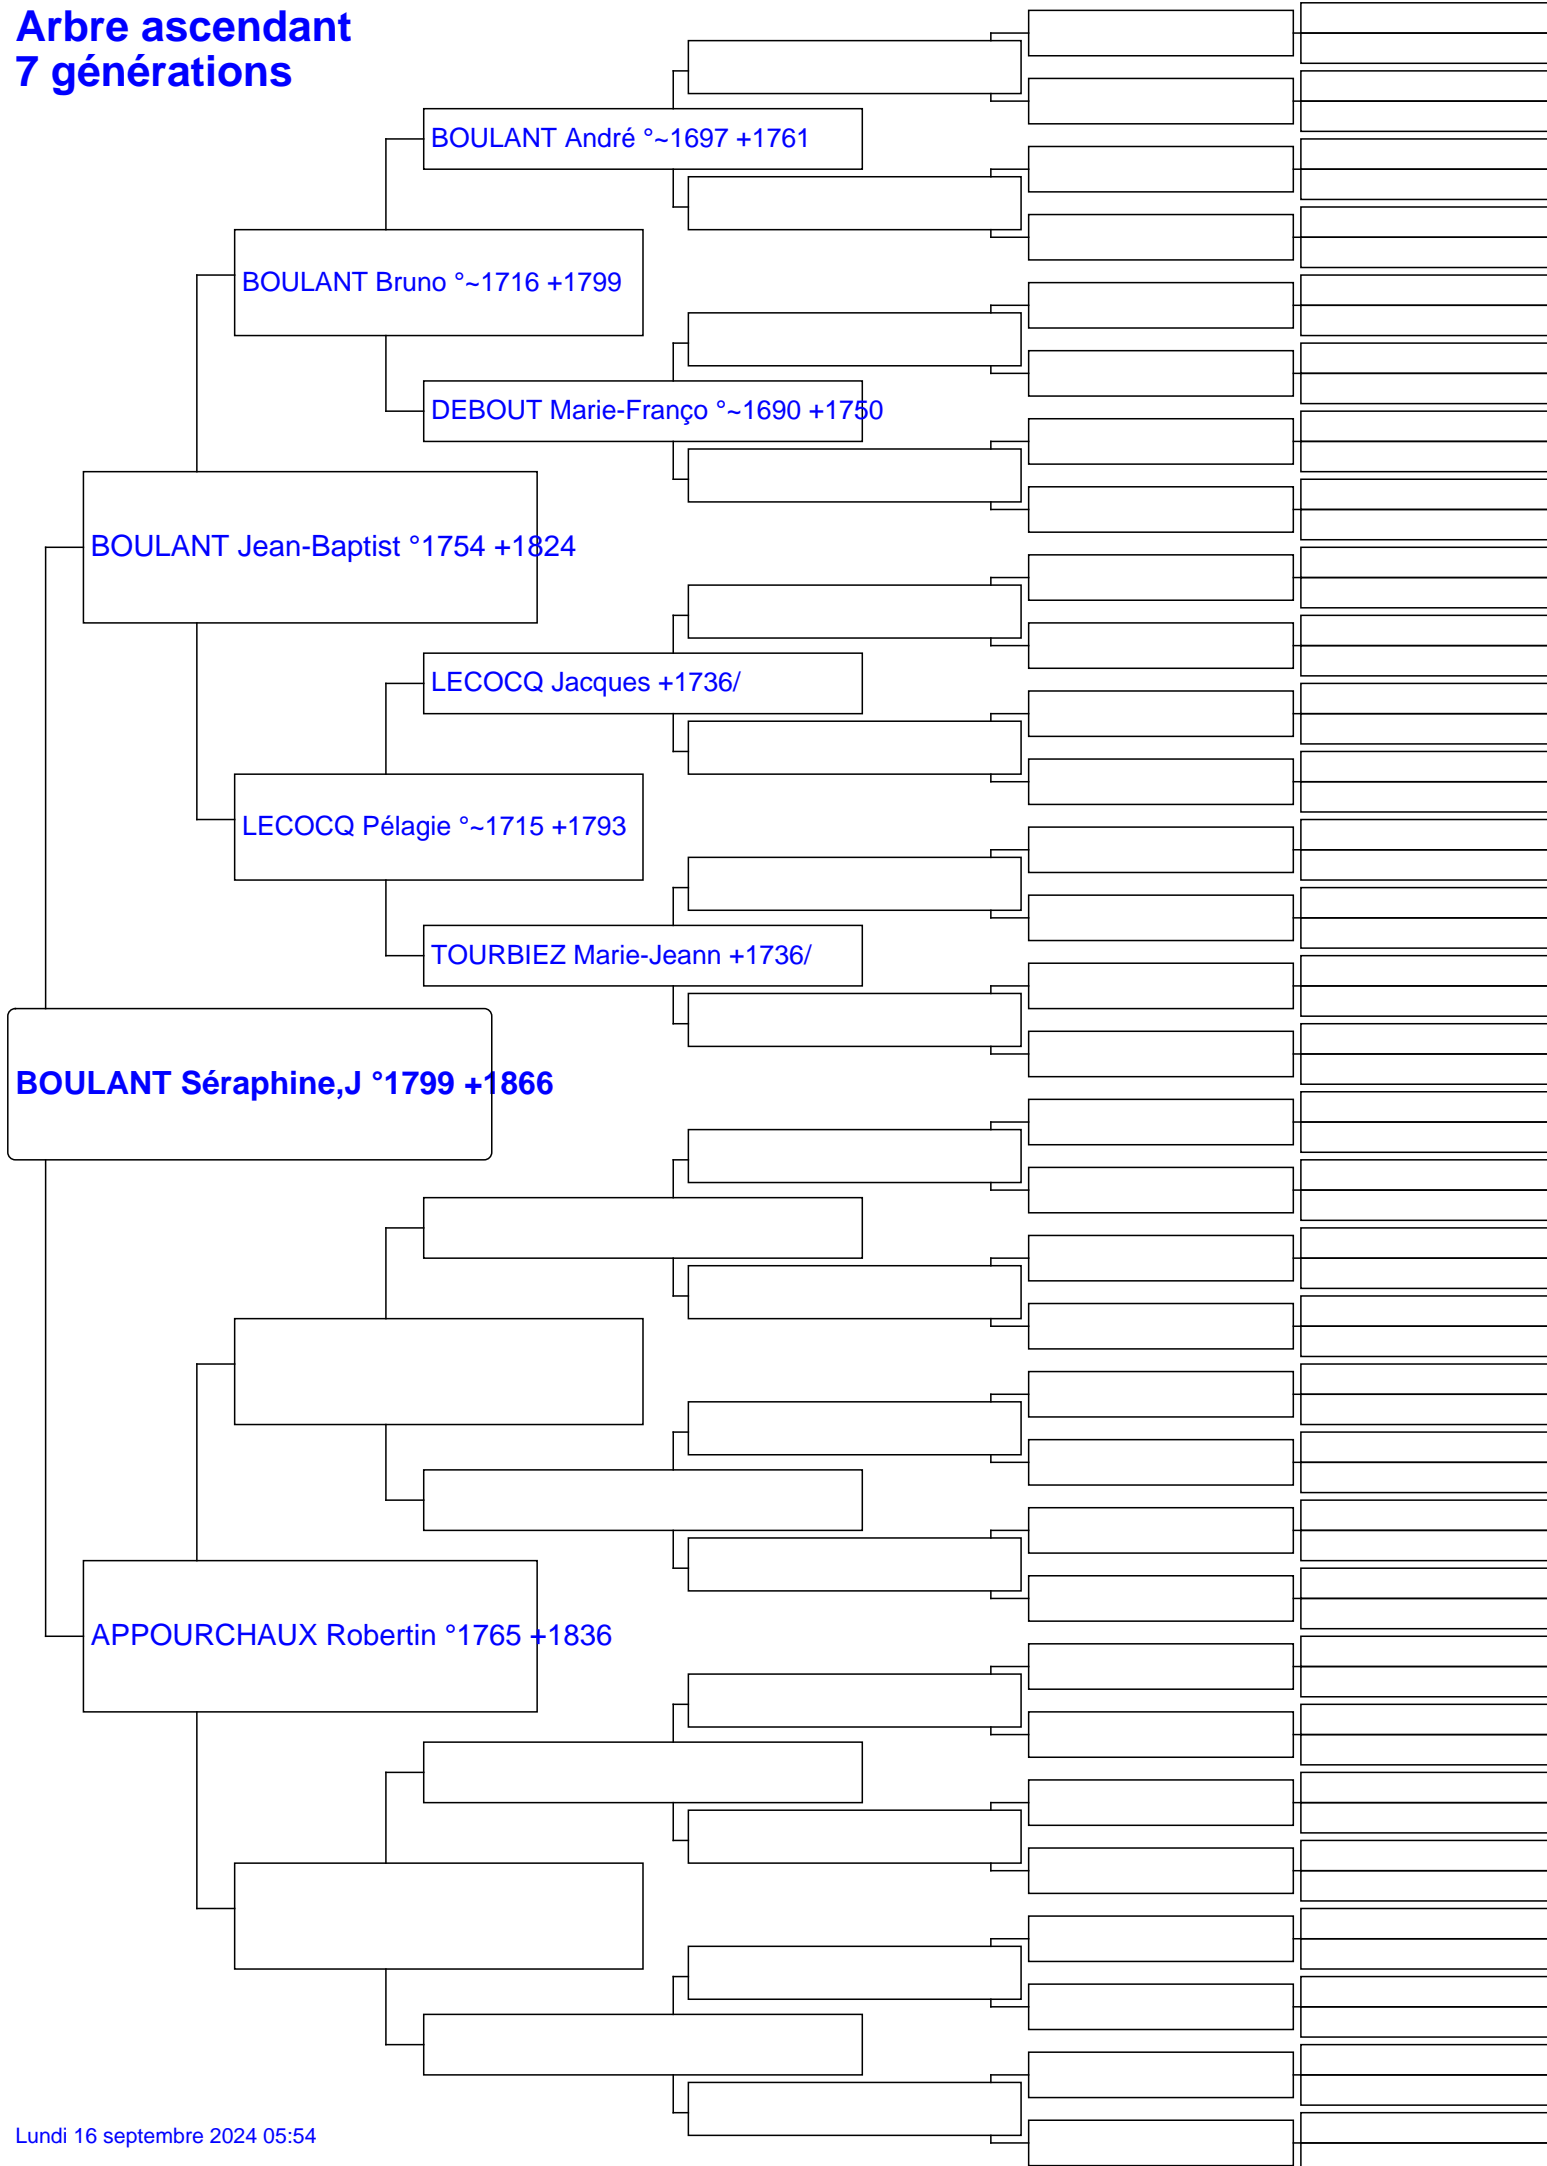 Arbre ascendant
7 générations
BOULANT André °~1697 +1761
BOULANT Bruno °~1716 +1799
DEBOUT Marie-Franço °~1690 +1750
BOULANT Jean-Baptist °1754 +1824
LECOCQ Jacques +1736/
LECOCQ Pélagie °~1715 +1793
TOURBIEZ Marie-Jeann +1736/
BOULANT Séraphine,J °1799 +1866
APPOURCHAUX Robertin °1765 +1836
Lundi 16 septembre 2024 05:54